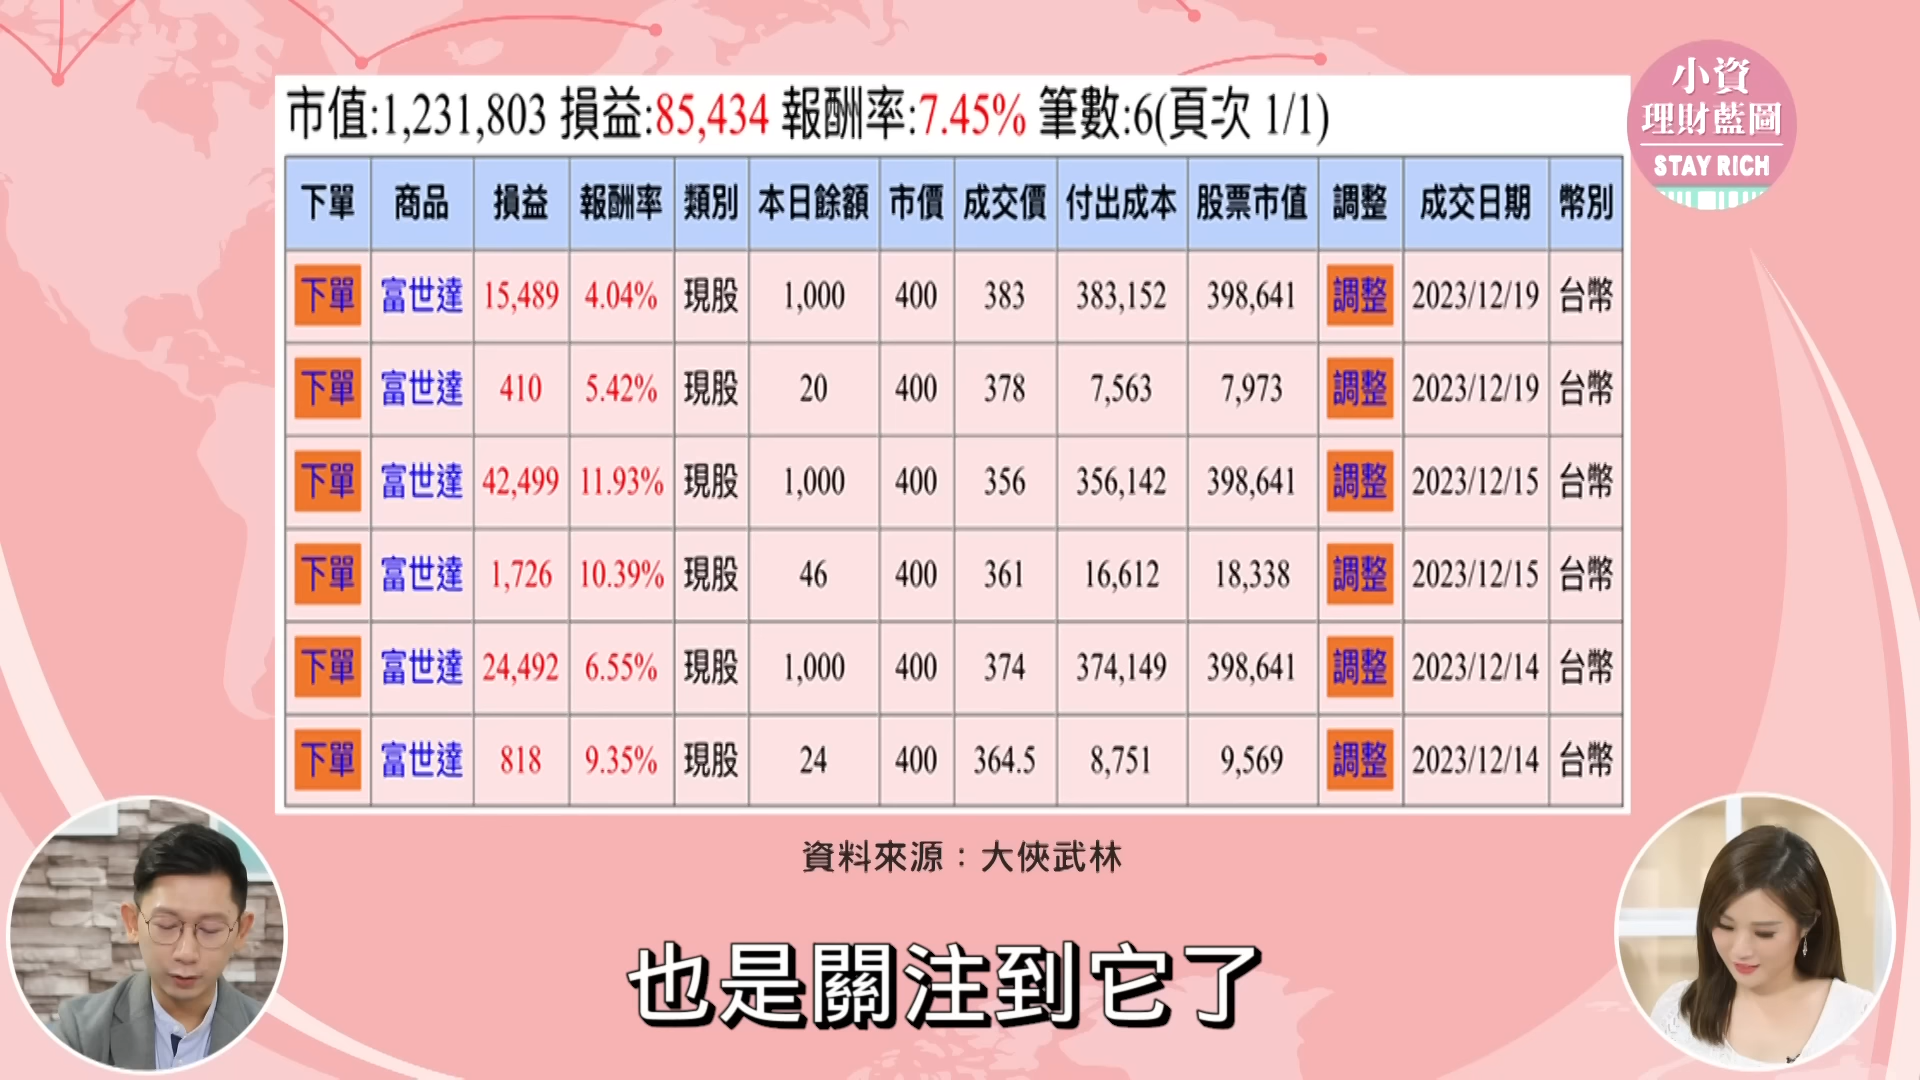 市值:1,231,803 損益:85,434 報酬率:7.45% 筆數:6(頁次 1/1)
小資
理財藍圖
STAY RICH
下單 商品 損益 報酬率 類別 本日餘額 市價 成交價 付出成本 股票市值 調整 成交日期 幣別
下單 富世達 15,489 4.04% 現股 1,000 400 383 383,152 398,641 調整 2023/12/19 台幣
下單 富世達 410 5.42% 現股 20 400 378 7,563 7,973 調整 2023/12/19 台幣
下單 富世達 42,499 11.93% 現股 1,000 400 356 356,142 398,641 調整 2023/12/15 台幣
下單 富世達 1,726 10.39% 現股 46 400 361 16,612 18,338 調整 2023/12/15 台幣
下單 富世達 24,492 6.55% 現股 1,000 400 374 374,149 398,641 調整 2023/12/14 台幣
下單 富世達 818 9.35% 現股 24 400 364.5 8,751 9,569 調整 2023/12/14 台幣
資料來源：大俠武林
也是關注到它了